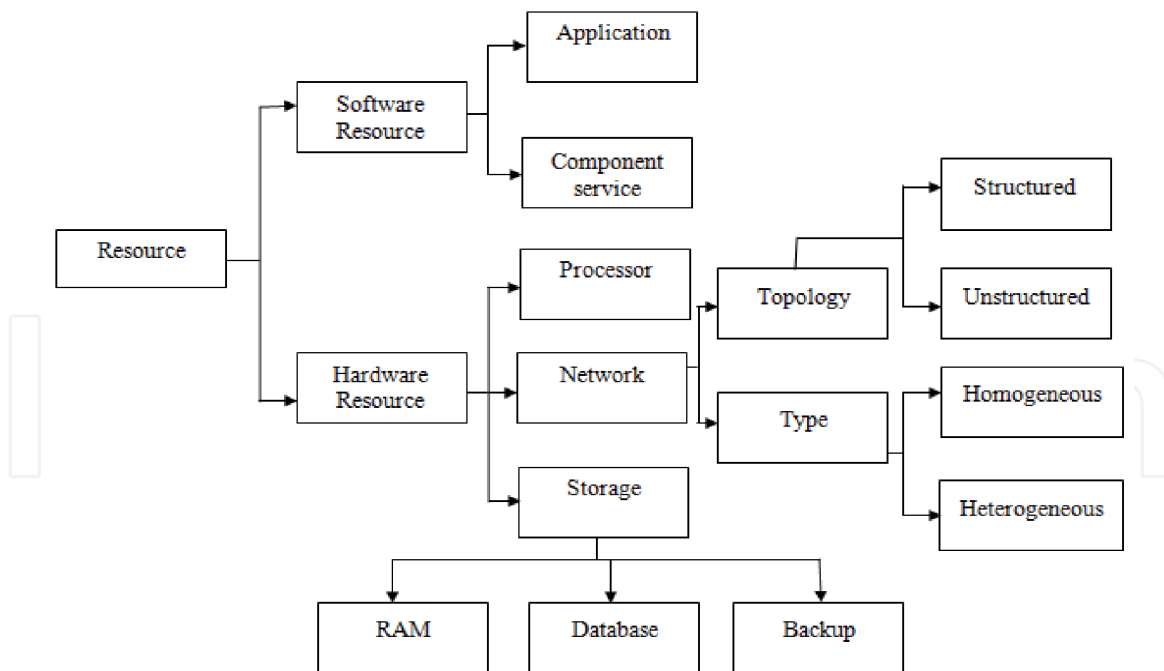 Application
Software
Resource
Component
service
Structured
Resource
Processor
Topology
Unstructured
Hardware
Resource
Network
Type
Homogeneous
Storage
Heterogeneous
RAM
Database
Backup